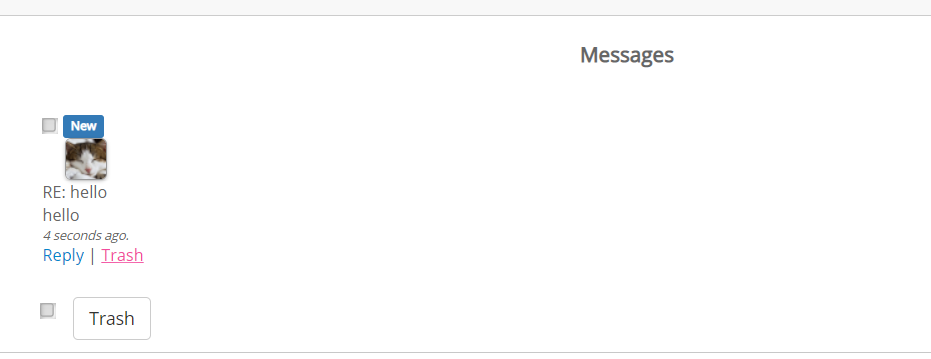 Messages
New
RE: hello
hello
4 seconds ago.
Reply | Trash
Trash